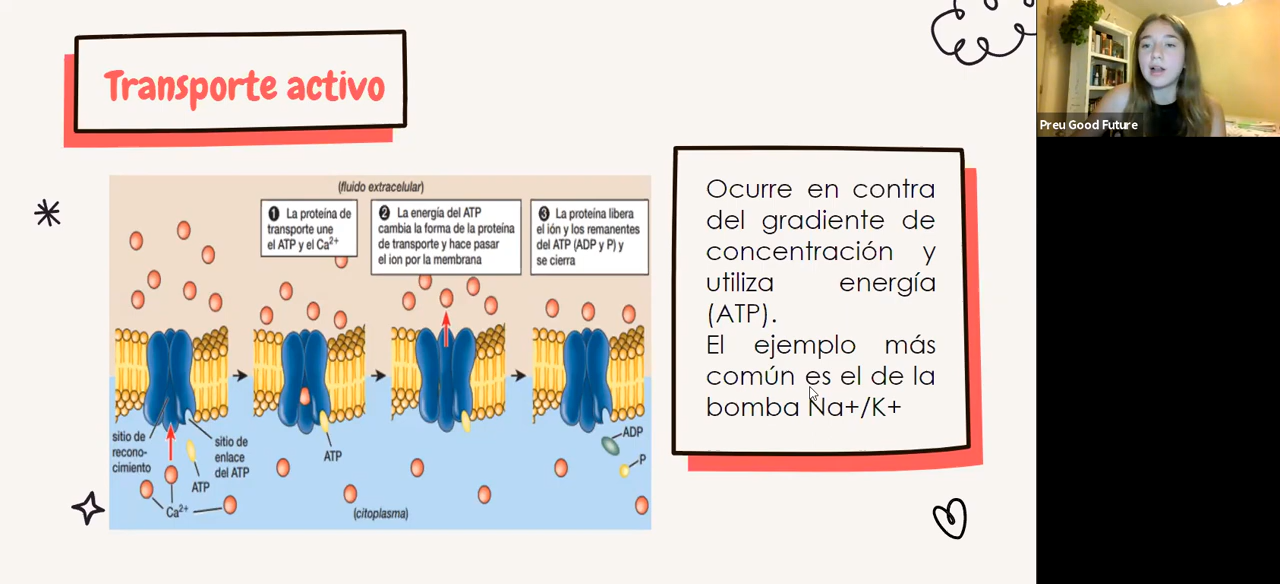 Transporte activo
Preu Good Future
(fluido extracelular)
❶ La proteína de
transporte une
el ATP y el Ca²⁺
❷ La energía del ATP
cambia la forma de la proteína
de transporte y hace pasar
el ion por la membrana
❸ La proteína libera
el ión y los remanentes
del ATP (ADP y P) y
se cierra
sitio de
recono-
cimiento
sitio de
enlace
del ATP
ATP
Ca²⁺
ATP
ADP
P
(citoplasma)
Ocurre en contra
del gradiente de
concentración y
utiliza energía
(ATP).
El ejemplo más
común es el de la
bomba Na+/K+